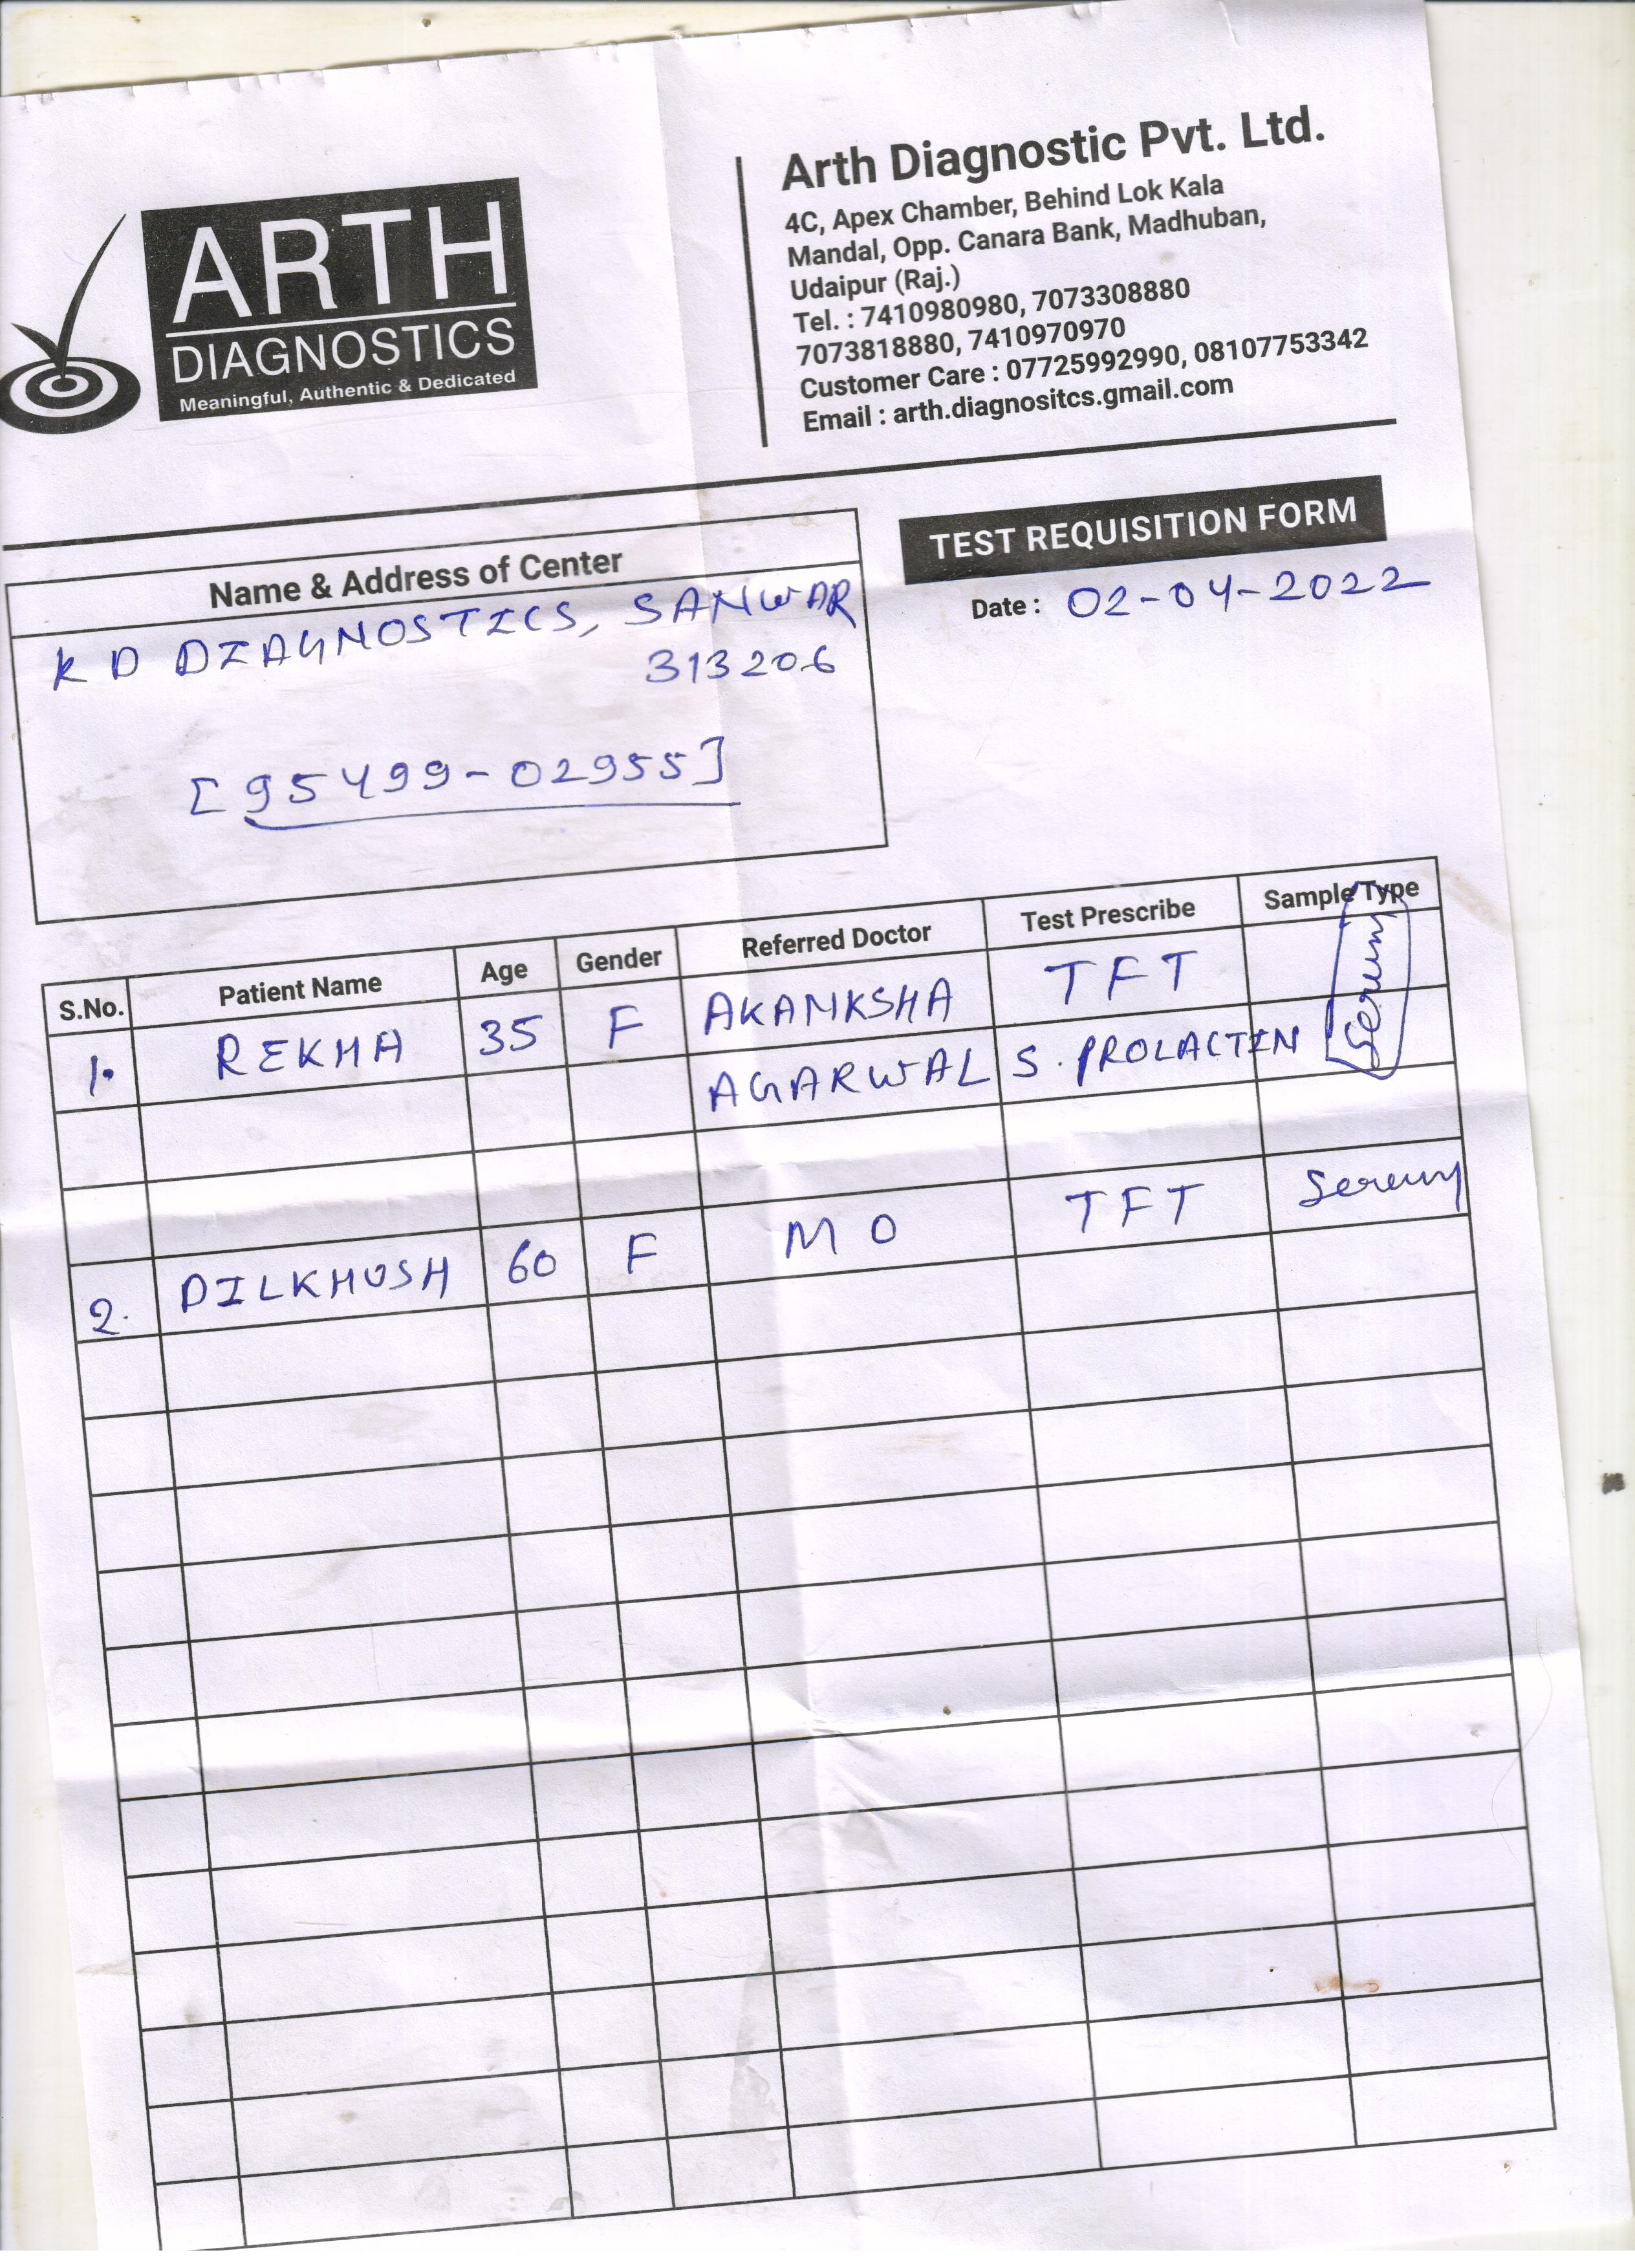 ARTH
DIAGNOSTICS
Meaningful, Authentic & Dedicated
Arth Diagnostic Pvt. Ltd.
4C, Apex Chamber, Behind Lok Kala
Mandal, Opp. Canara Bank, Madhuban,
Udaipur (Raj.)
Tel. : 7410980980, 7073308880
7073818880, 7410970970
Customer Care : 07725992990, 08107753342
Email : arth.diagnositcs.gmail.com
TEST REQUISITION FORM
Date : 02-04-2022
Name & Address of Center
K D DIAGNOSTICS, SANWAR
313206
[95499-02955]
S.No. Patient Name Age Gender Referred Doctor Test Prescribe Sample Type
1. REKHA 35 F AKANKSHA TFT Serum
AGARWAL S. PROLACTIN
2. DILKHUSH 60 F M O TFT Serum